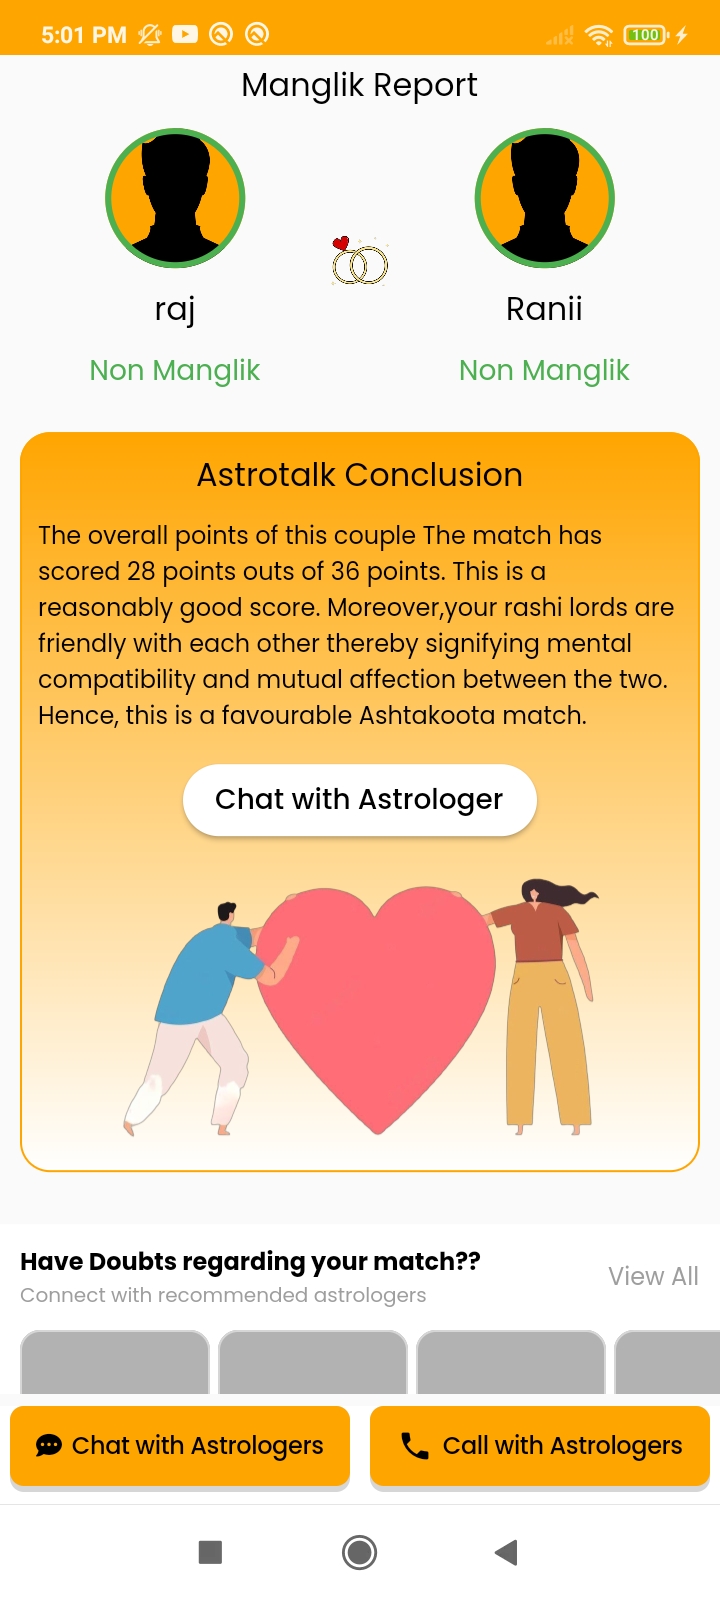 5:01 PM
100
Manglik Report
raj
Ranii
Non Manglik
Non Manglik
Astrotalk Conclusion
The overall points of this couple The match has
scored 28 points outs of 36 points. This is a
reasonably good score. Moreover,your rashi lords are
friendly with each other thereby signifying mental
compatibility and mutual affection between the two.
Hence, this is a favourable Ashtakoota match.
Chat with Astrologer
Have Doubts regarding your match??
View All
Connect with recommended astrologers
Chat with Astrologers
Call with Astrologers